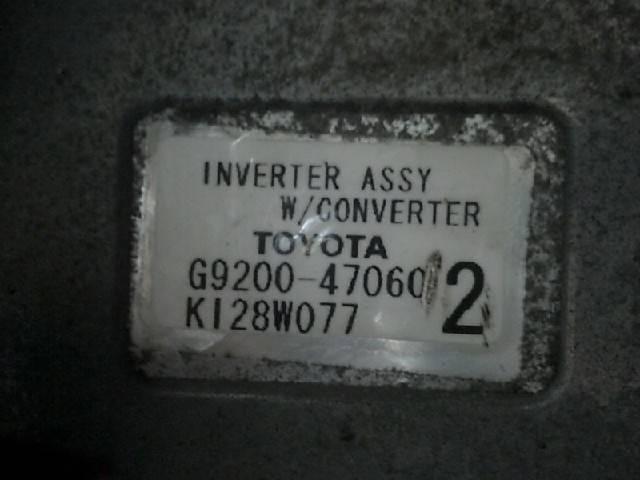 INVERTER ASSY
W/CONVERTER
TOYOTA
G9200-47060 2
KI28W077